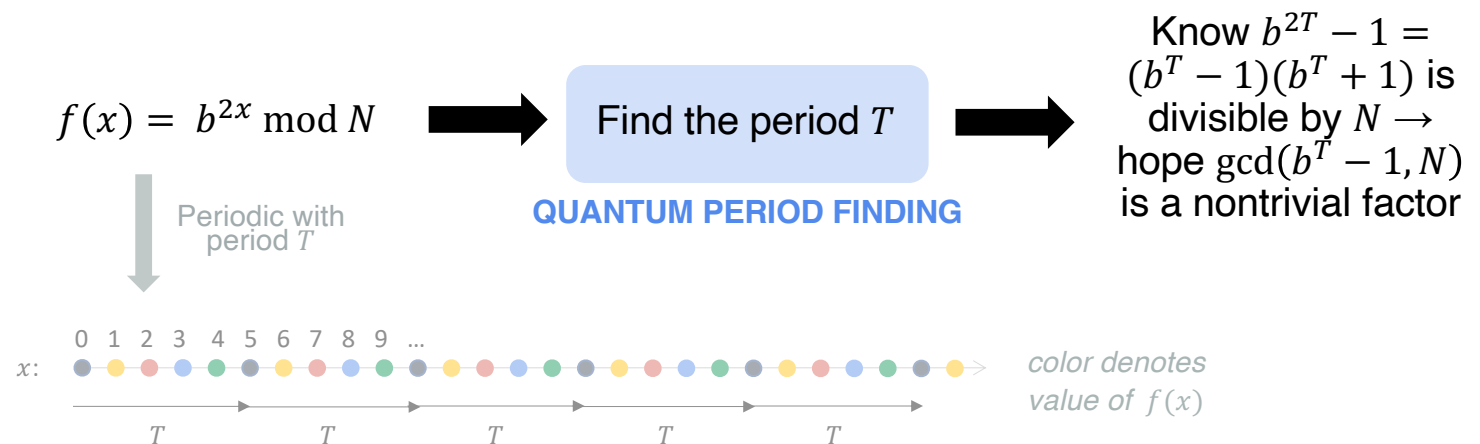 f(x) = b^{2x} mod N
Find the period T
QUANTUM PERIOD FINDING
Know b^{2T} − 1 =
(b^T − 1)(b^T + 1) is
divisible by N →
hope gcd(b^T − 1, N)
is a nontrivial factor
Periodic with
period T
0 1 2 3 4 5 6 7 8 9 ...
x:
color denotes
value of f(x)
T T T T T